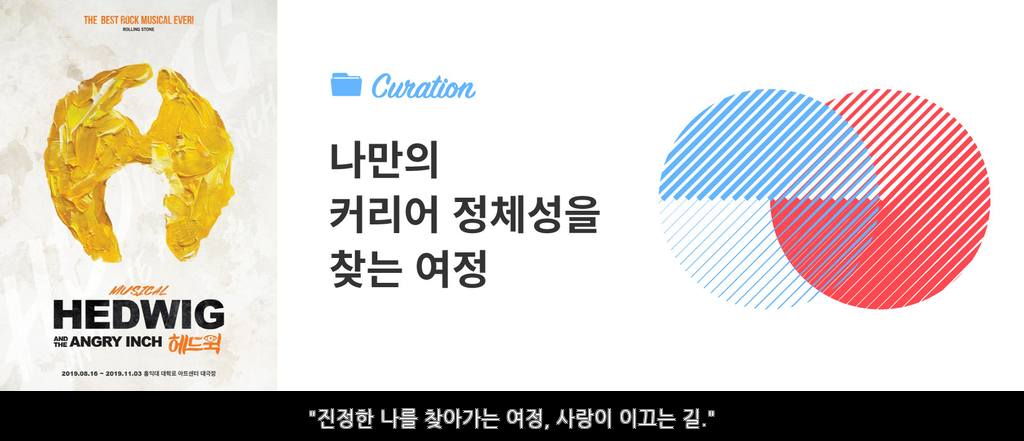 THE BEST ROCK MUSICAL EVER!
ROLLING STONE
MUSICAL
HEDWIG
AND THE ANGRY INCH 헤드윅
2019.08.16 ~ 2019.11.03 홍익대 대학로 아트센터 대극장
Curation
나만의
커리어 정체성을
찾는 여정
"진정한 나를 찾아가는 여정, 사랑이 이끄는 길."